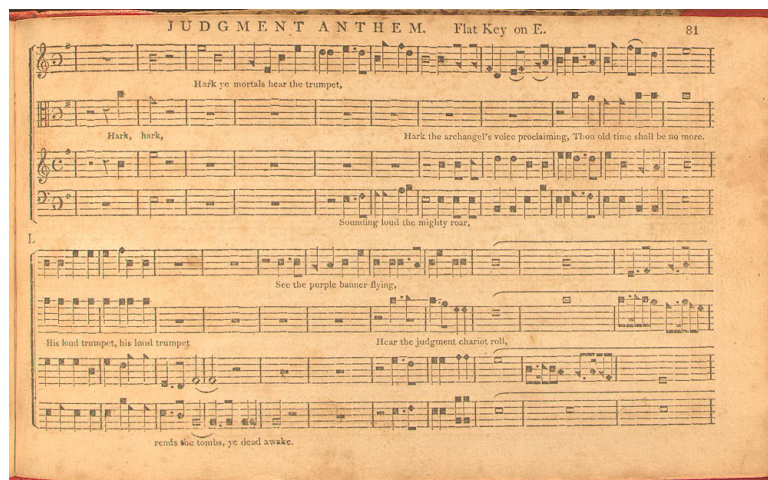 JUDGMENT ANTHEM. Flat Key on E. 81
Hark ye mortals hear the trumpet,
Hark, hark, Hark the archangel's voice proclaiming, Thou old time shall be no more.
Sounding loud the mighty roar,
L
See the purple banner flying,
His loud trumpet, his loud trumpet Hear the judgment chariot roll,
rends the tombs, ye dead awake.